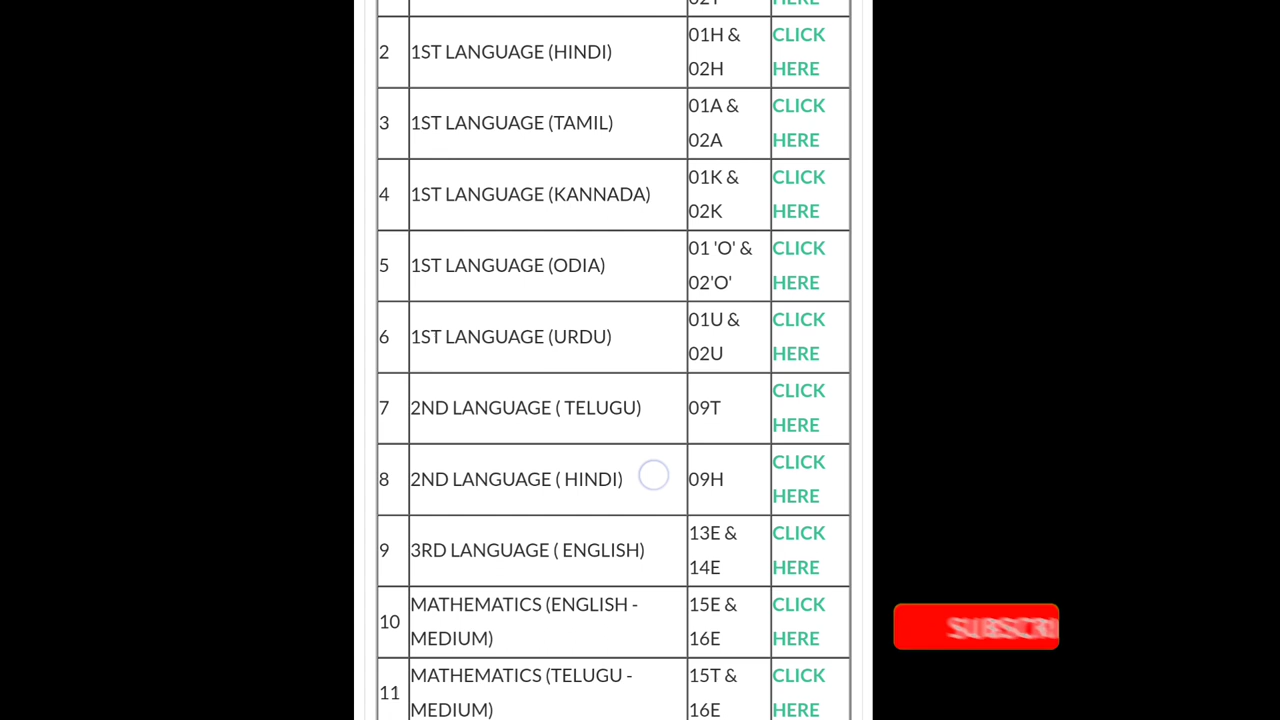 HERE
2 1ST LANGUAGE (HINDI) 01H & 02H CLICK HERE
3 1ST LANGUAGE (TAMIL) 01A & 02A CLICK HERE
4 1ST LANGUAGE (KANNADA) 01K & 02K CLICK HERE
5 1ST LANGUAGE (ODIA) 01 'O' & 02'O' CLICK HERE
6 1ST LANGUAGE (URDU) 01U & 02U CLICK HERE
7 2ND LANGUAGE ( TELUGU) 09T CLICK HERE
8 2ND LANGUAGE ( HINDI) 09H CLICK HERE
9 3RD LANGUAGE ( ENGLISH) 13E & 14E CLICK HERE
10 MATHEMATICS (ENGLISH - MEDIUM) 15E & 16E CLICK HERE
11 MATHEMATICS (TELUGU - MEDIUM) 15T & 16E CLICK HERE
SUBSCRI